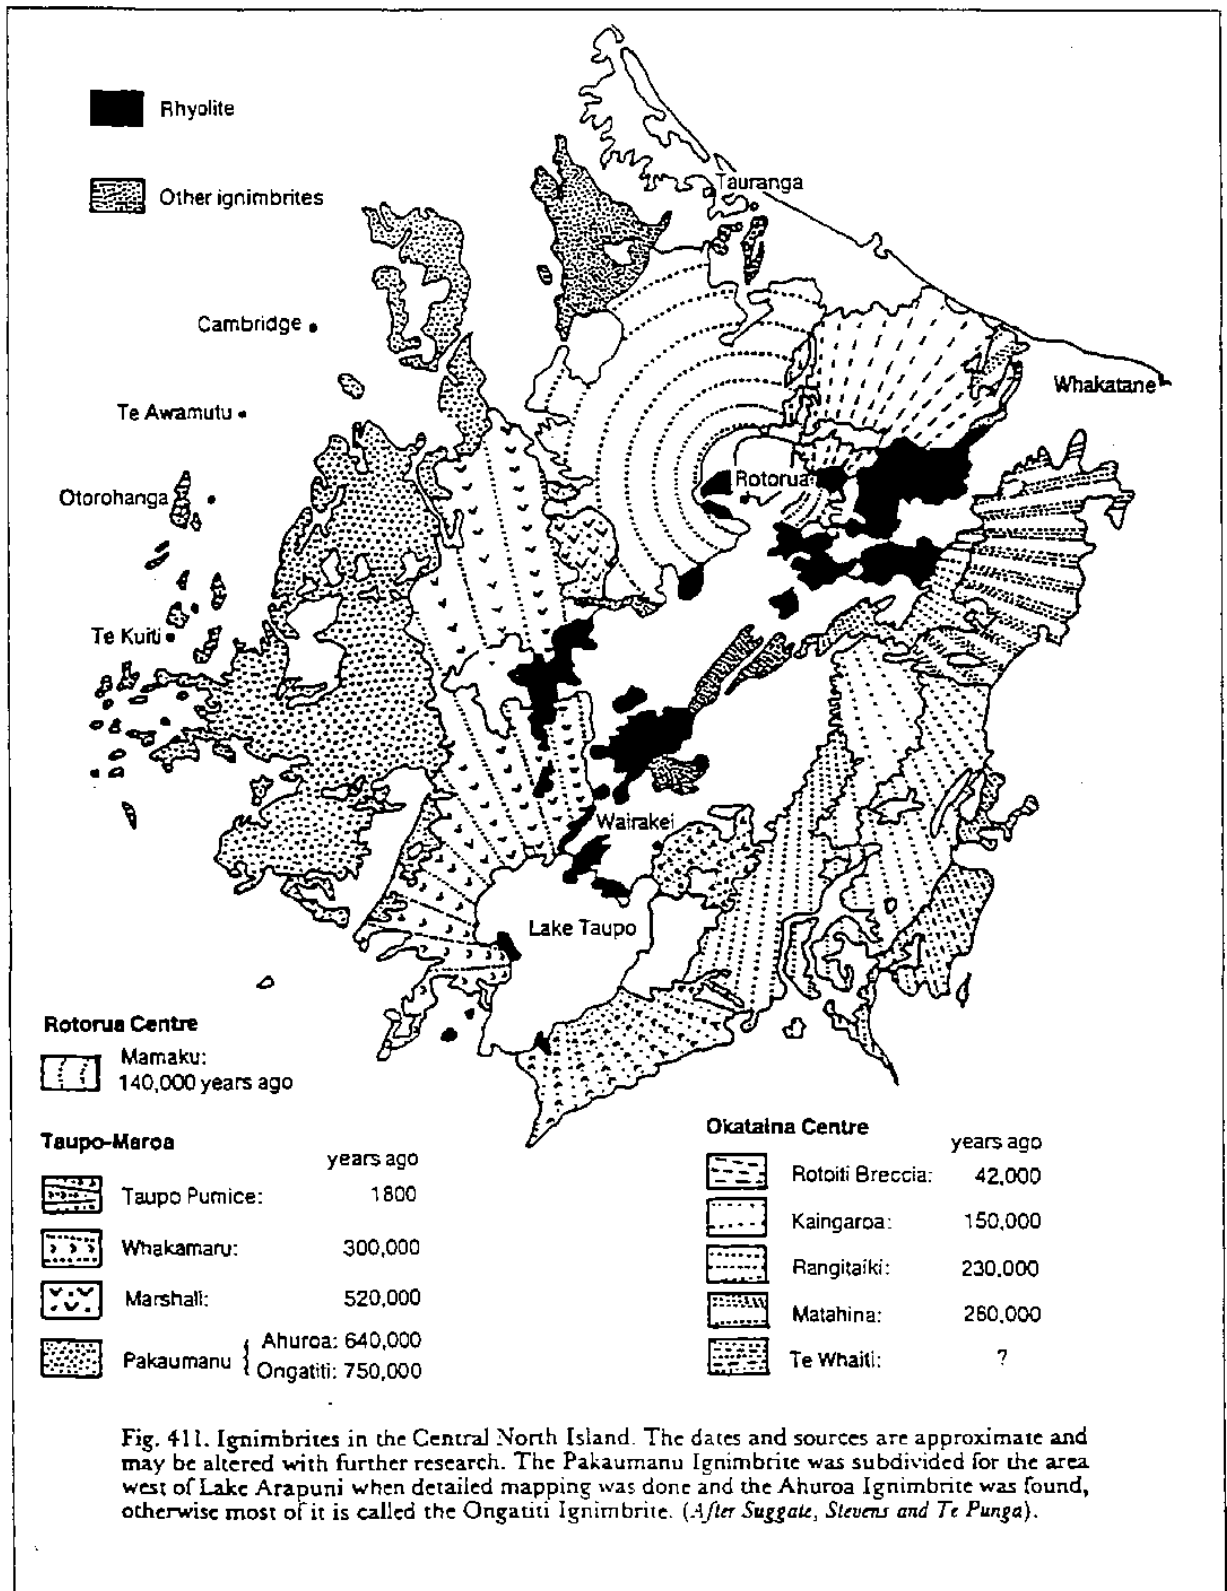 Rhyolite
Other ignimbrites
Tauranga
Cambridge
Whakatane
Te Awamutu
Rotorua
Otorohanga
Te Kuiti
Wairakei
Lake Taupo
Rotorua Centre
Mamaku:
140,000 years ago
Taupo-Maroa
years ago
Taupo Pumice: 1800
Whakamaru: 300,000
Marshall: 520,000
Pakaumanu { Ahuroa: 640,000
Ongatiti: 750,000
Okataina Centre
years ago
Rotoiti Breccia: 42,000
Kaingaroa: 150,000
Rangitaiki: 230,000
Matahina: 260,000
Te Whaiti: ?
Fig. 411. Ignimbrites in the Central North Island. The dates and sources are approximate and
may be altered with further research. The Pakaumanu Ignimbrite was subdivided for the area
west of Lake Arapuni when detailed mapping was done and the Ahuroa Ignimbrite was found,
otherwise most of it is called the Ongatiti Ignimbrite. (After Suggate, Stevens and Te Punga).